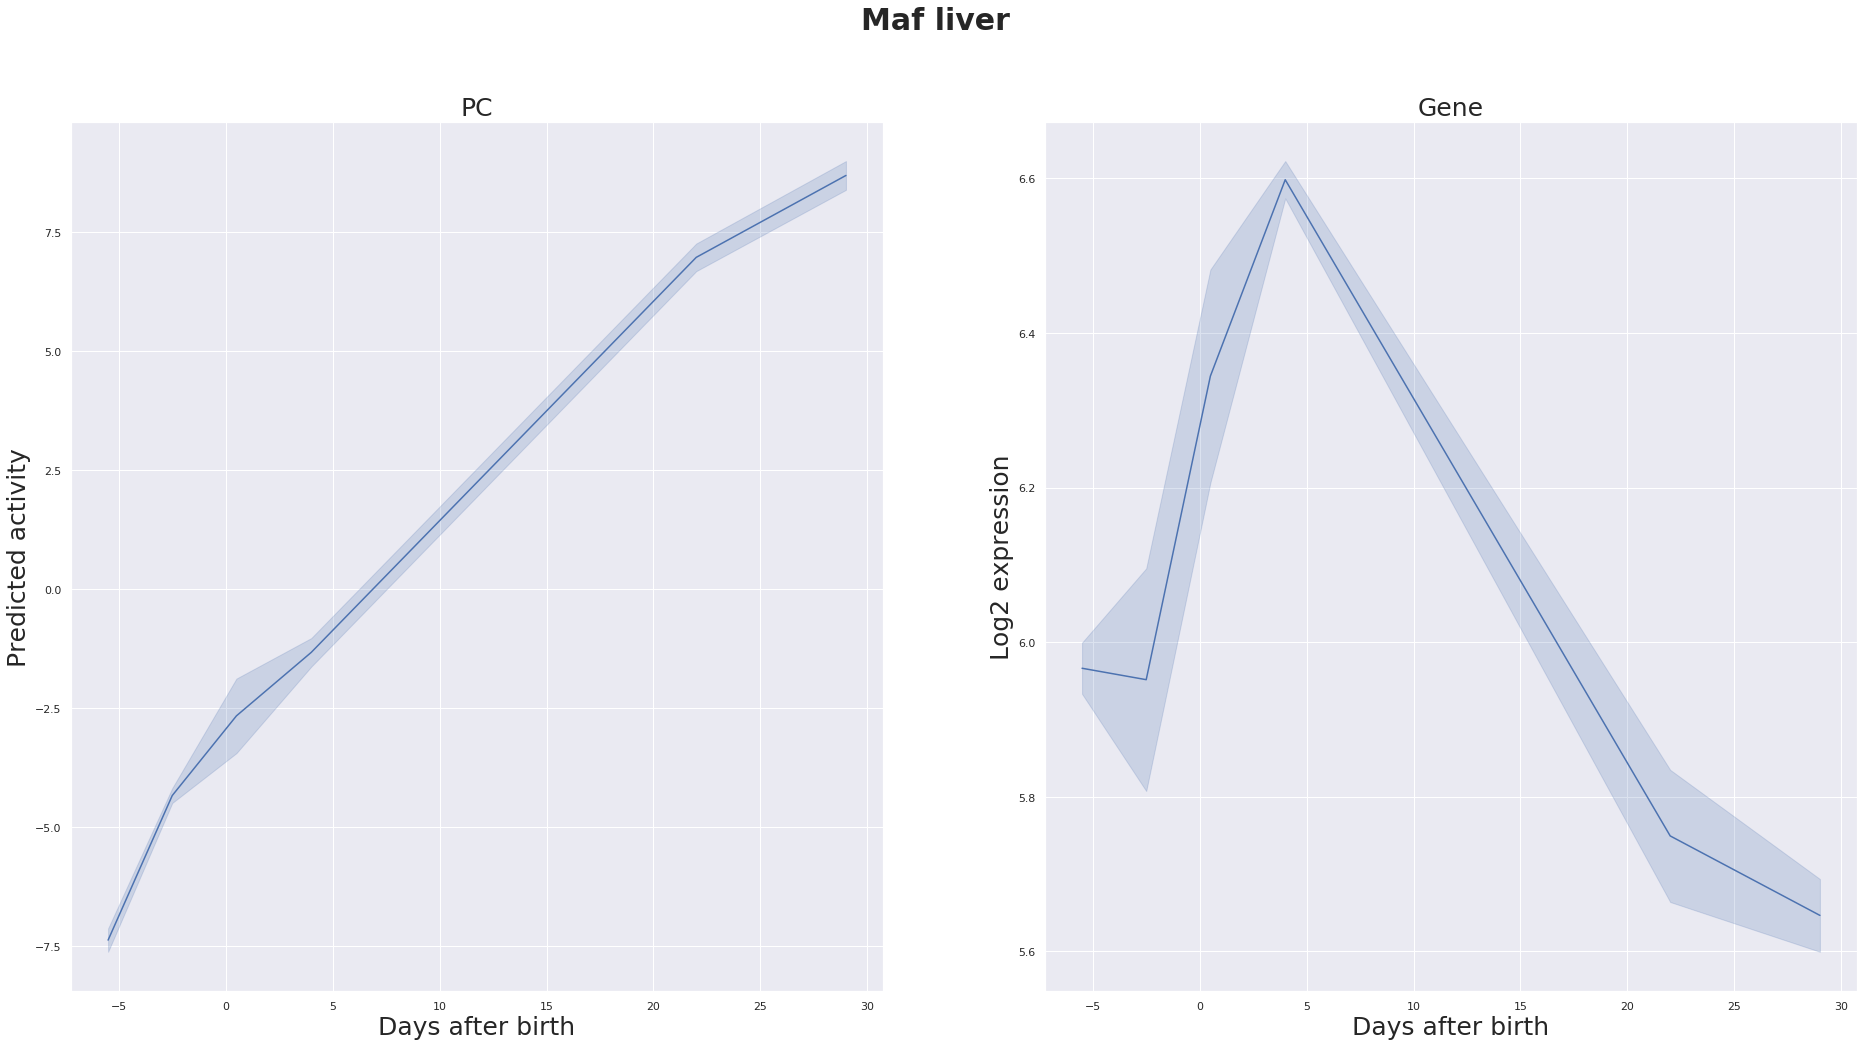 Maf liver
PC
Predicted activity
7.5
5.0
2.5
0.0
−2.5
−5.0
−7.5
−5 0 5 10 15 20 25 30
Days after birth
Gene
Log2 expression
6.6
6.4
6.2
6.0
5.8
5.6
−5 0 5 10 15 20 25 30
Days after birth